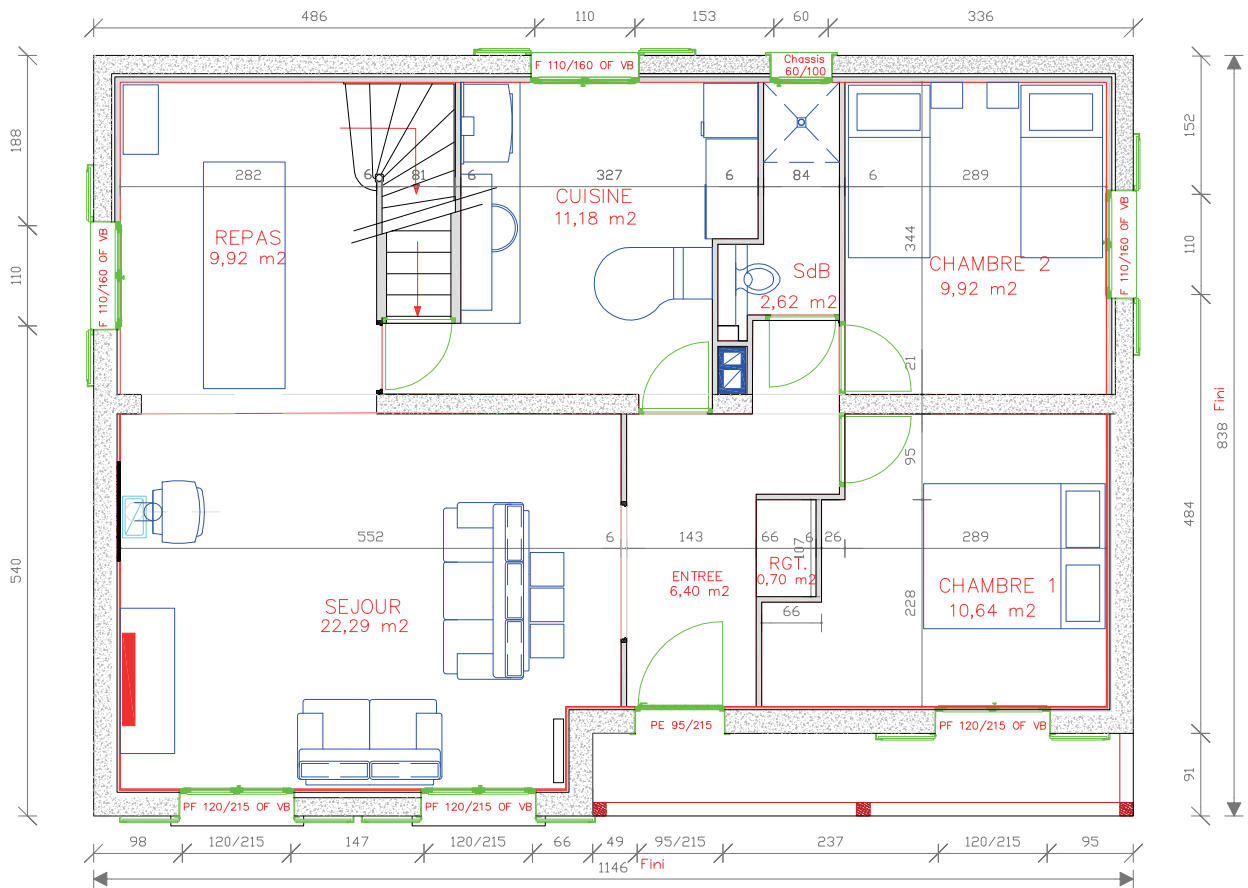 486
110
153
60
336
F 110/160 OF VB
Chassis
60/100
188
110
540
152
110
484
91
838 Fini
282
6
81
6
327
6
84
6
289
CUISINE
11,18 m2
REPAS
9,92 m2
F 110/160 OF VB
344
SdB
2,62 m2
CHAMBRE 2
9,92 m2
F 110/160 OF VB
21
95
552
6
143
66
6
26
289
107
RGT.
0,70 m2
ENTREE
6,40 m2
SEJOUR
22,29 m2
CHAMBRE 1
10,64 m2
228
66
PE 95/215
PF 120/215 OF VB
PF 120/215 OF VB
PF 120/215 OF VB
98
120/215
147
120/215
66
49
95/215
237
120/215
95
1146 Fini